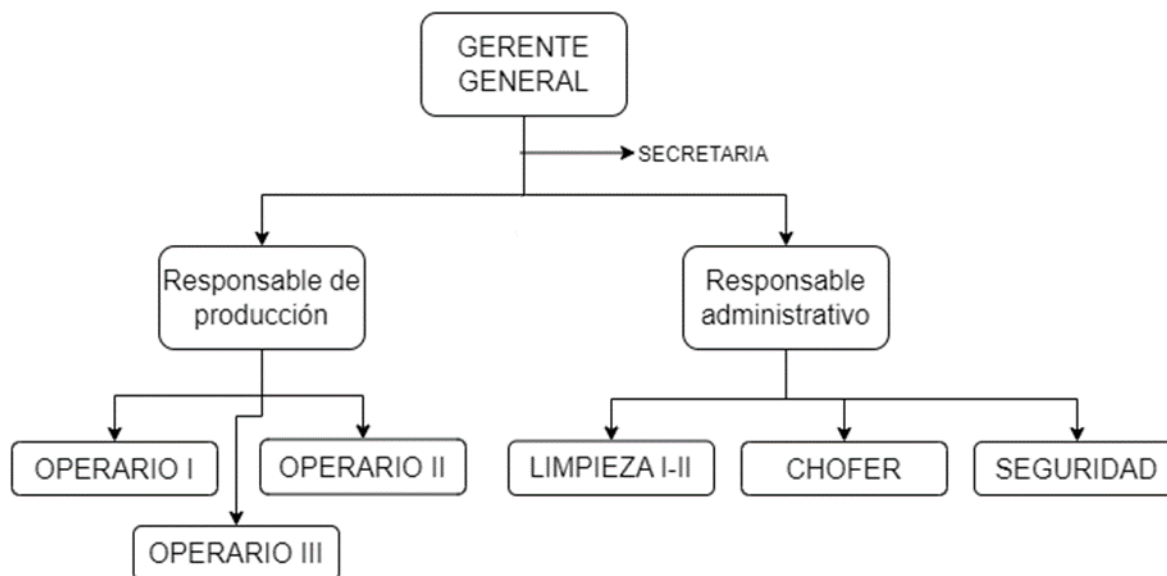 GERENTE
GENERAL
SECRETARIA
Responsable de
producción
Responsable
administrativo
OPERARIO I
OPERARIO II
LIMPIEZA I-II
CHOFER
SEGURIDAD
OPERARIO III